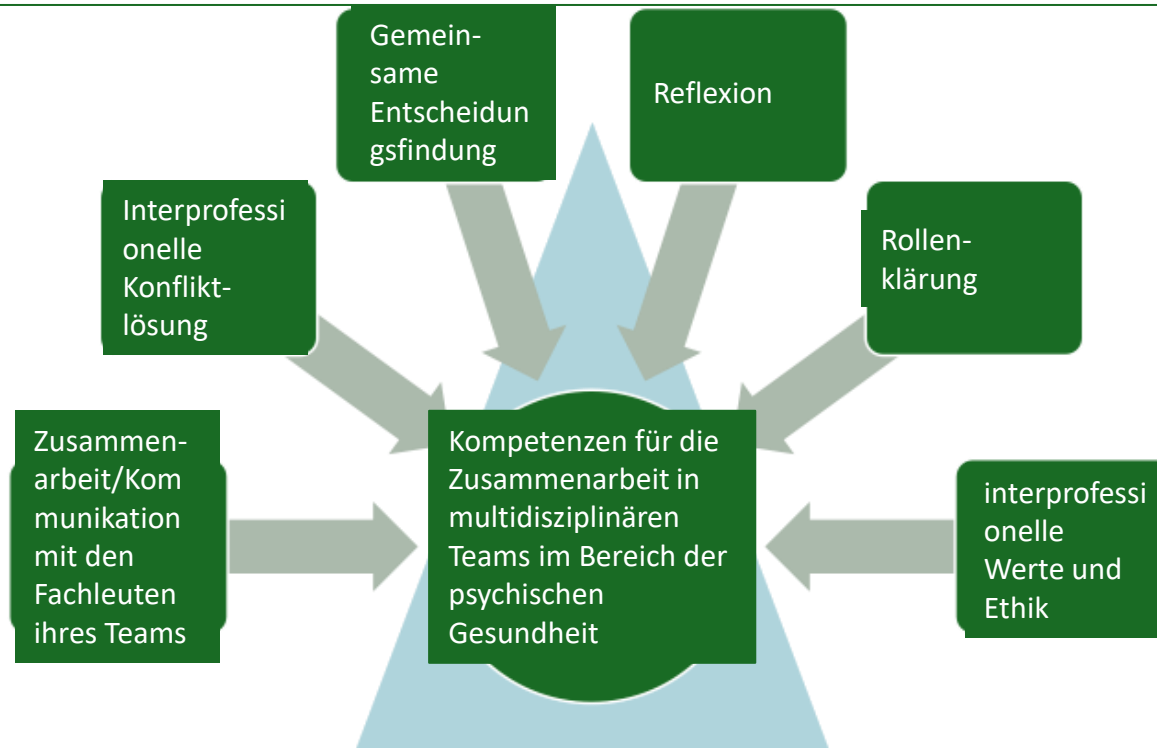 Gemein-
same
Entscheidun
gsfindung
Reflexion
Interprofessi
onelle
Konflikt-
lösung
Rollen-
klärung
Zusammen-
arbeit/Kom
munikation
mit den
Fachleuten
ihres Teams
Kompetenzen für die
Zusammenarbeit in
multidisziplinären
Teams im Bereich der
psychischen
Gesundheit
interprofessi
onelle
Werte und
Ethik